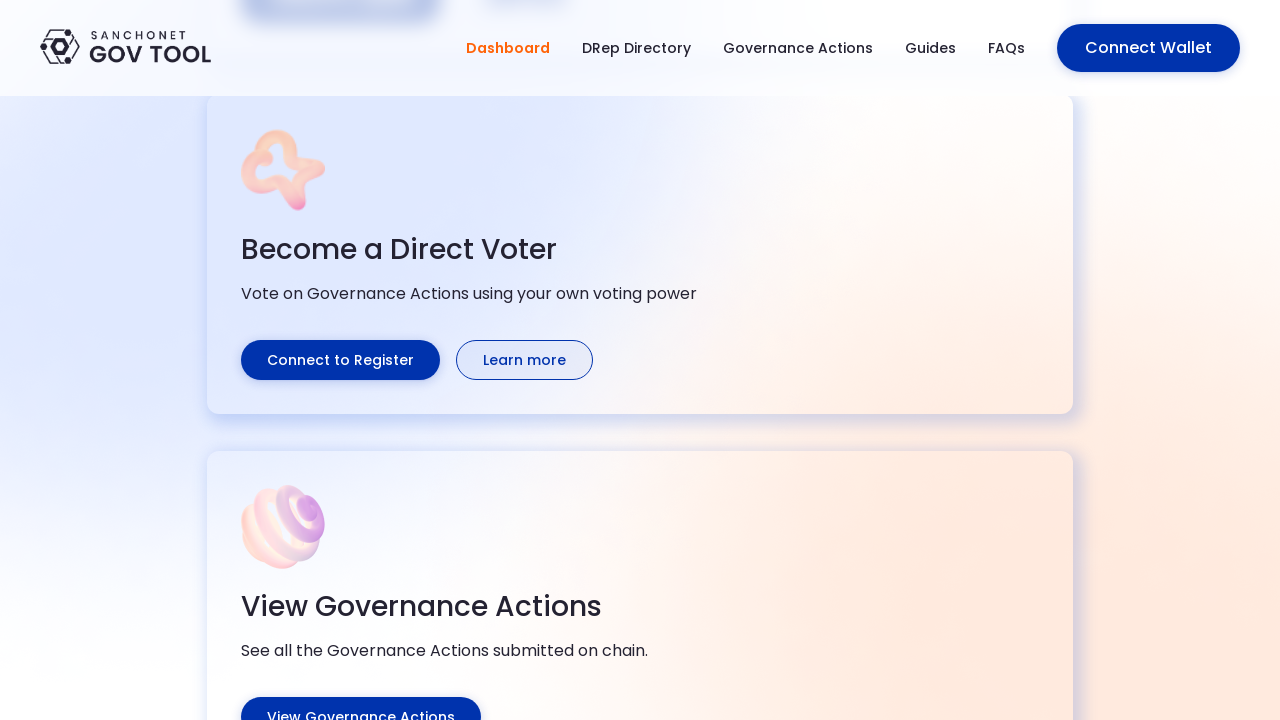 SANCHONET
GOV TOOL
Dashboard
DRep Directory
Governance Actions
Guides
FAQs
Connect Wallet
Become a Direct Voter
Vote on Governance Actions using your own voting power
Connect to Register
Learn more
View Governance Actions
See all the Governance Actions submitted on chain.
View Governance Actions